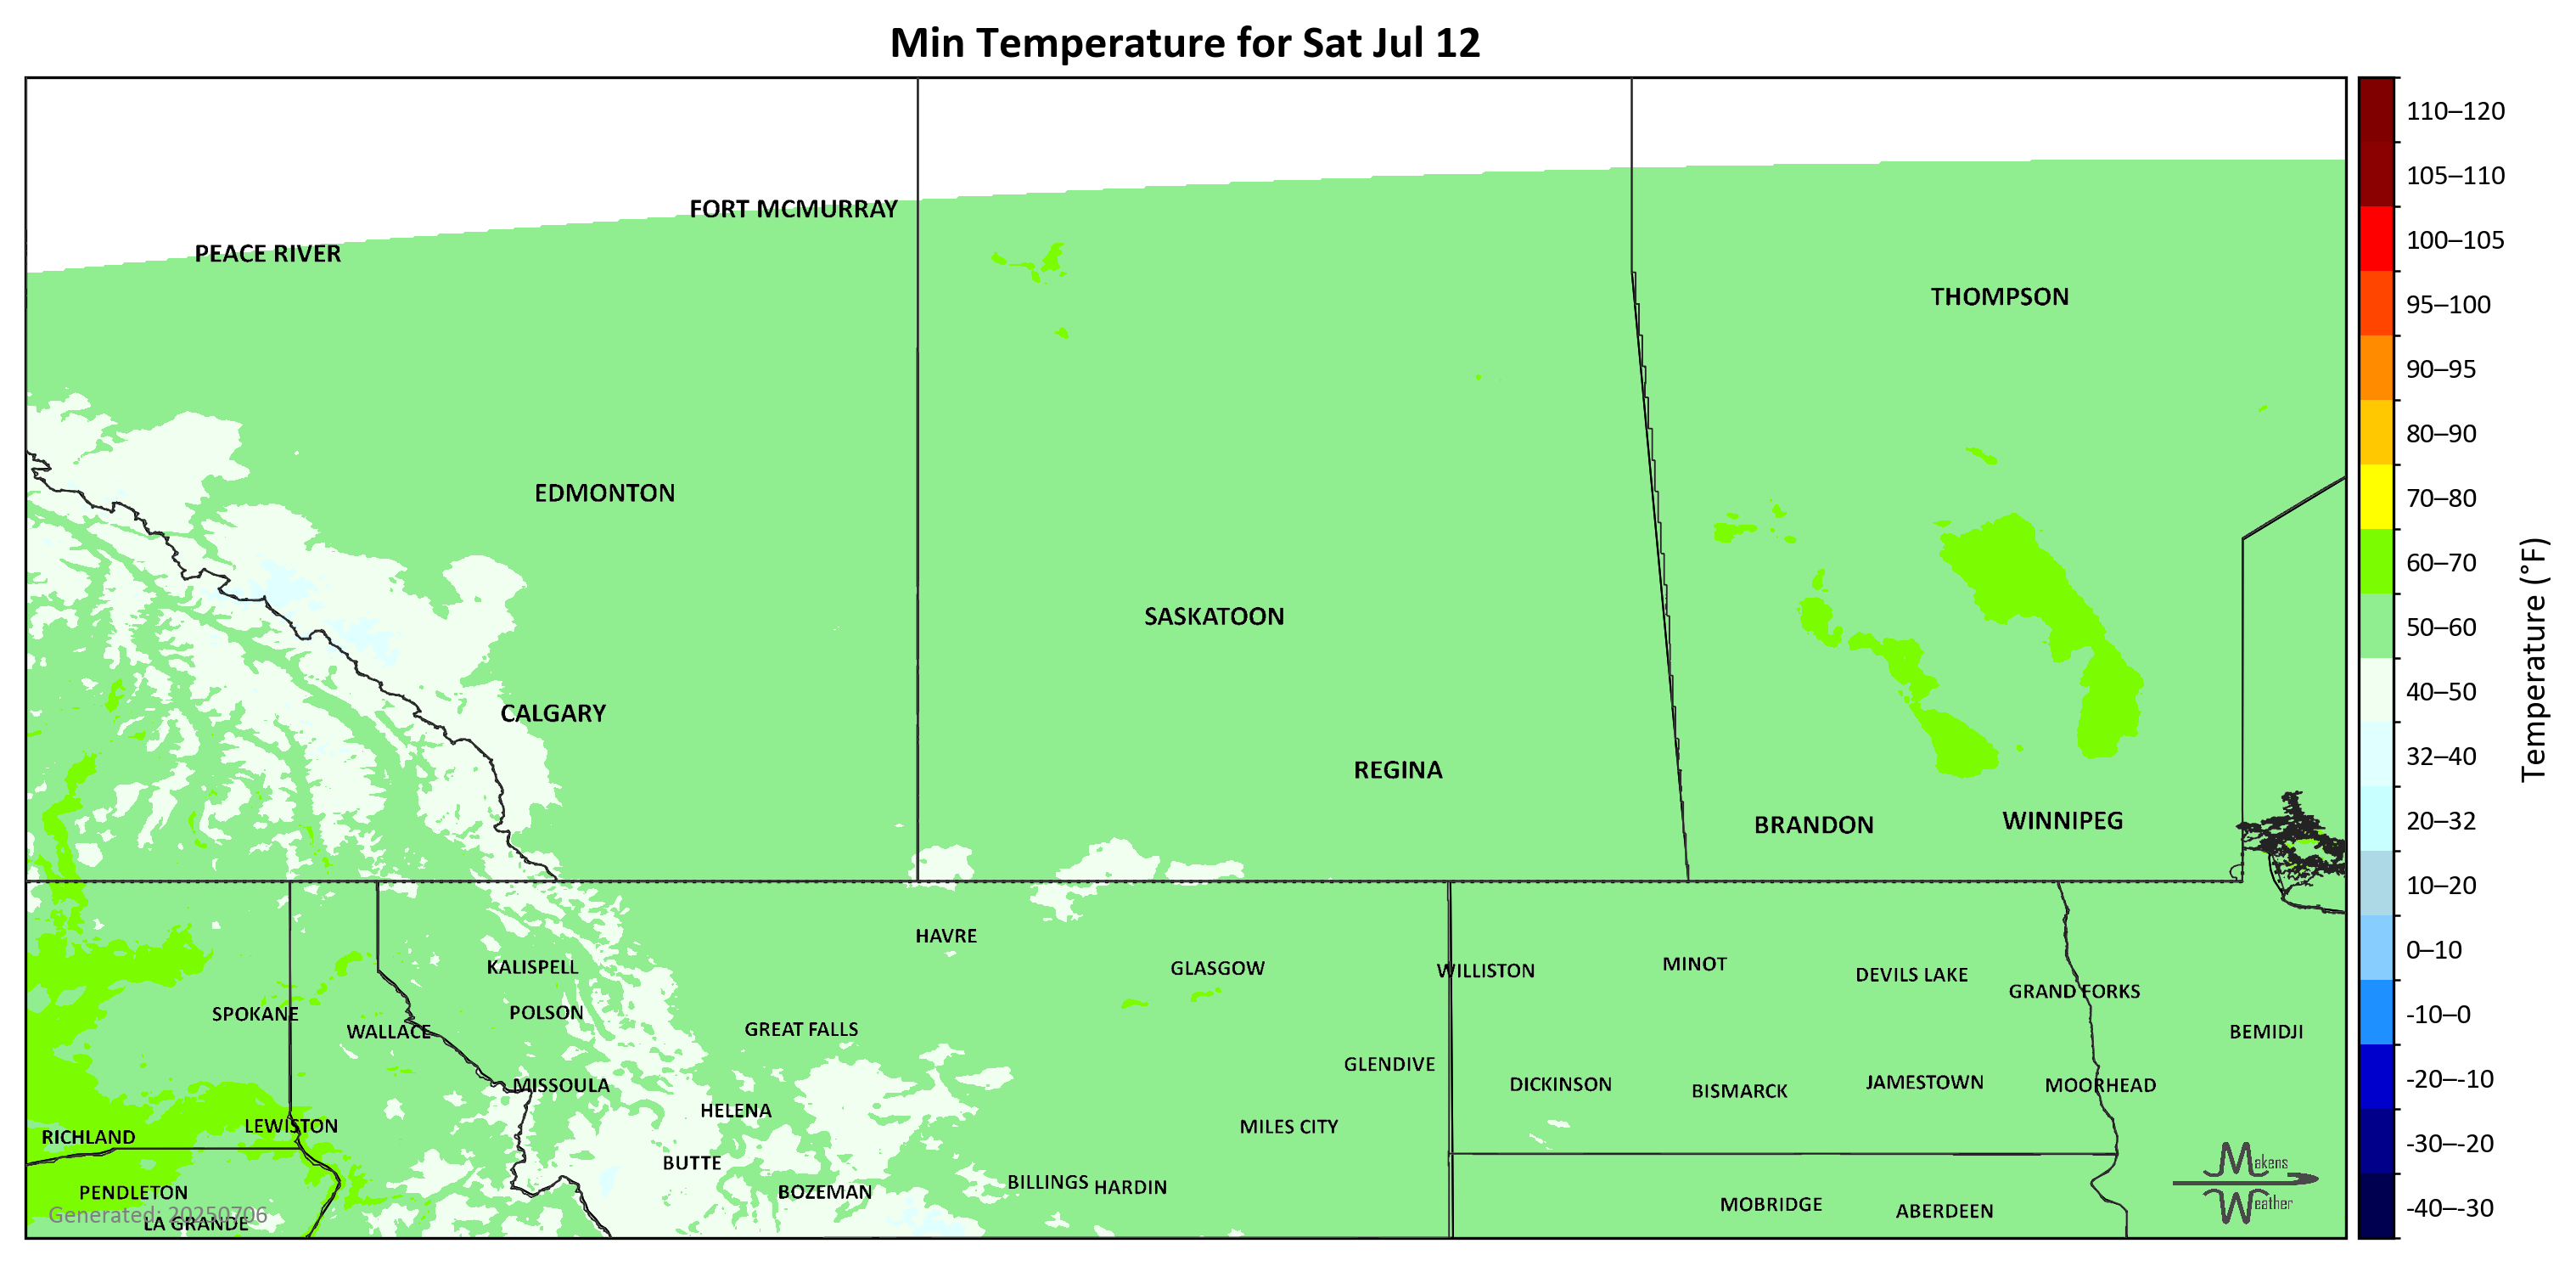 Min Temperature for Sat Jul 12
110–120
105–110
100–105
95–100
90–95
80–90
70–80
60–70
50–60
40–50
32–40
20–32
10–20
0–10
-10–0
-20–-10
-30–-20
-40–-30
Temperature (°F)
FORT MCMURRAY
PEACE RIVER
THOMPSON
EDMONTON
SASKATOON
CALGARY
REGINA
BRANDON
WINNIPEG
HAVRE
KALISPELL
GLASGOW
WILLISTON
MINOT
DEVILS LAKE
GRAND FORKS
SPOKANE
POLSON
WALLACE
GREAT FALLS
BEMIDJI
GLENDIVE
MISSOULA
DICKINSON
BISMARCK
JAMESTOWN
MOORHEAD
HELENA
LEWISTON
MILES CITY
RICHLAND
BUTTE
PENDLETON
BOZEMAN
BILLINGS
HARDIN
MOBRIDGE
ABERDEEN
LA GRANDE
Generated: 20250706
Makens
Weather